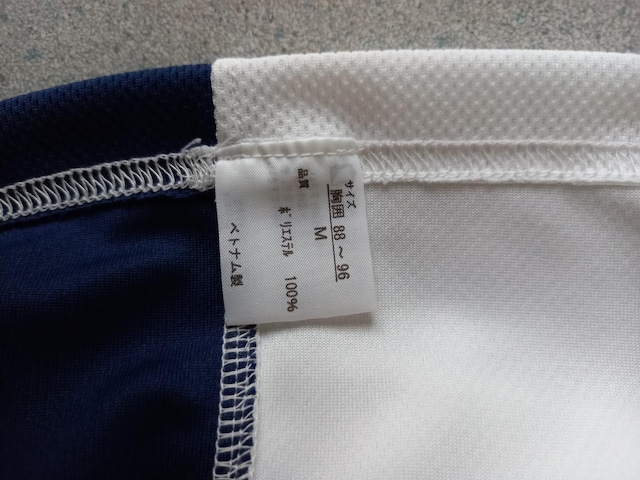 サイズ
胸囲 88～96
M
品質
ポリエステル 100%
ベトナム製